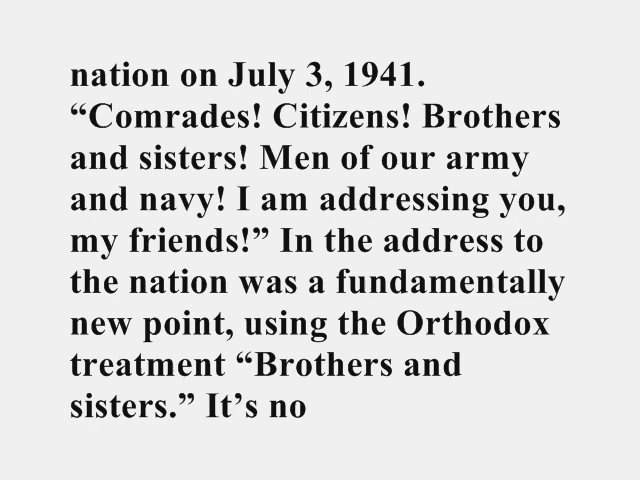 nation on July 3, 1941.
“Comrades! Citizens! Brothers
and sisters! Men of our army
and navy! I am addressing you,
my friends!” In the address to
the nation was a fundamentally
new point, using the Orthodox
treatment “Brothers and
sisters.” It’s no